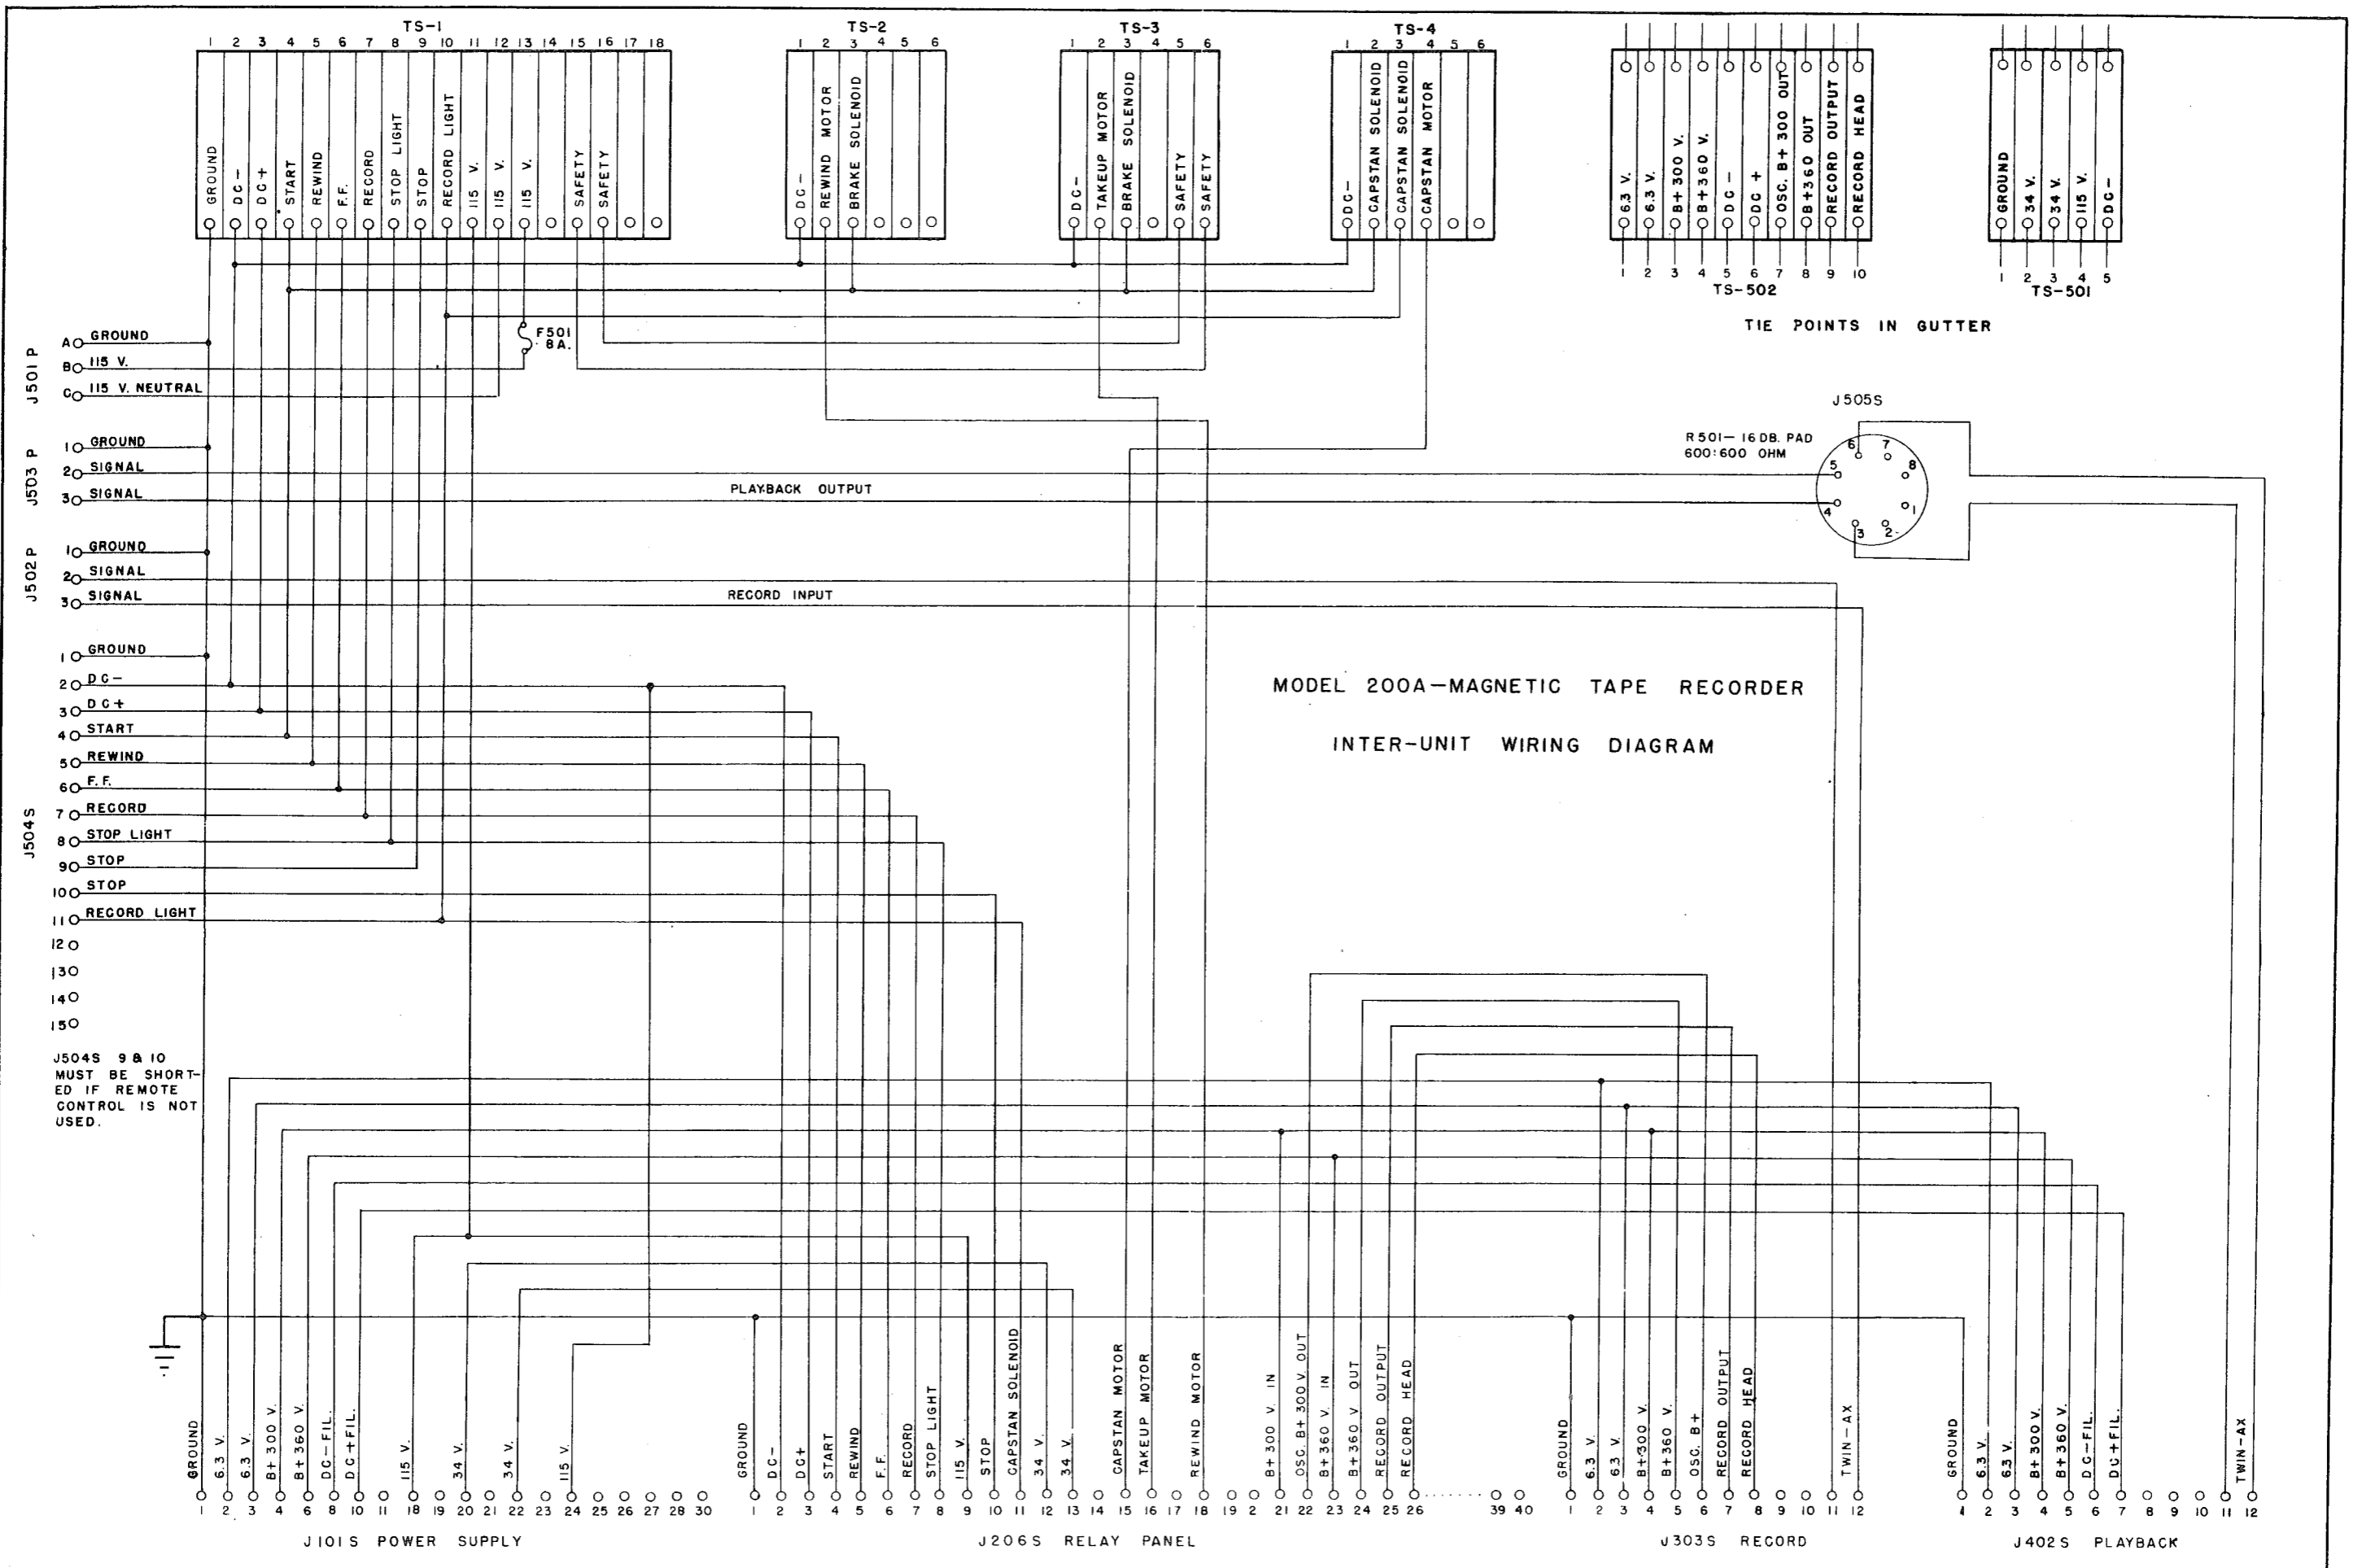 TS-1
1 2 3 4 5 6 7 8 9 10 11 12 13 14 15 16 17 18
GROUND
DC-
DC+
START
REWIND
F.F.
RECORD
STOP LIGHT
STOP
RECORD LIGHT
115 V.
115 V.
115 V.
SAFETY
SAFETY
TS-2
1 2 3 4 5 6
DC-
REWIND MOTOR
BRAKE SOLENOID
TS-3
1 2 3 4 5 6
DC-
TAKEUP MOTOR
BRAKE SOLENOID
SAFETY
SAFETY
TS-4
1 2 3 4 5 6
DC-
CAPSTAN SOLENOID
CAPSTAN SOLENOID
CAPSTAN MOTOR
6.3 V.
6.3 V.
B+300 V.
B+360 V.
DC-
DC+
OSC. B+ 300 OUT
B+360 OUT
RECORD OUTPUT
RECORD HEAD
1 2 3 4 5 6 7 8 9 10
TS-502
GROUND
34 V.
34 V.
115 V.
DC-
1 2 3 4 5
TS-501
TIE POINTS IN GUTTER
F501
8A.
J501P
A GROUND
B 115 V.
C 115 V. NEUTRAL
J503 P
1 GROUND
2 SIGNAL
3 SIGNAL
PLAYBACK OUTPUT
J505S
R501—16 DB. PAD
600:600 OHM
6 7
5 8
4 1
3 2
J502P
1 GROUND
2 SIGNAL
3 SIGNAL
RECORD INPUT
J504S
1 GROUND
2 DC-
3 DC+
4 START
5 REWIND
6 F.F.
7 RECORD
8 STOP LIGHT
9 STOP
10 STOP
11 RECORD LIGHT
12
13
14
15
MODEL 200A—MAGNETIC TAPE RECORDER
INTER-UNIT WIRING DIAGRAM
J504S 9 & 10
MUST BE SHORT-
ED IF REMOTE
CONTROL IS NOT
USED.
GROUND
6.3 V.
6.3 V.
B+300 V.
B+360 V.
DC-FIL.
DC+FIL.
115 V.
34 V.
34 V.
115 V.
1 2 3 4 5 6 10 11 18 19 20 21 22 23 24 25 26 27 28 30
J101S POWER SUPPLY
GROUND
DC-
DC+
START
REWIND
F.F.
RECORD
STOP LIGHT
115 V.
STOP
CAPSTAN SOLENOID
34 V.
34 V.
CAPSTAN MOTOR
TAKEUP MOTOR
REWIND MOTOR
B+300 V. IN
OSC. B+300V OUT
B+360 V. IN
B+360 V OUT
RECORD OUTPUT
RECORD HEAD
1 2 3 4 5 6 7 8 9 10 11 12 13 14 15 16 17 18 19 2 21 22 23 24 25 26 ........ 39 40
J206S RELAY PANEL
GROUND
6.3 V.
6.3 V.
B+300 V.
B+360 V.
OSC. B+
RECORD OUTPUT
RECORD HEAD
TWIN-AX
1 2 3 4 5 6 7 8 9 10 11 12
J303S RECORD
GROUND
6.3 V.
6.3 V.
B+300 V.
B+360 V.
DC-FIL.
DC+FIL.
TWIN-AX
1 2 3 4 5 6 7 8 9 10 11 12
J402S PLAYBACK